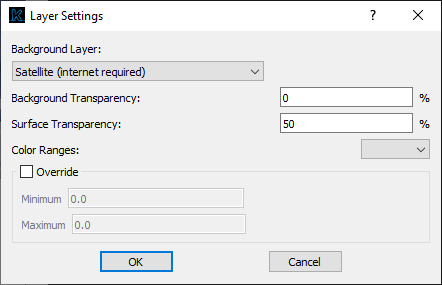 Layer Settings
Background Layer:
Satellite (internet required)
Background Transparency: 0 %
Surface Transparency: 50 %
Color Ranges:
Override
Minimum 0.0
Maximum 0.0
OK Cancel